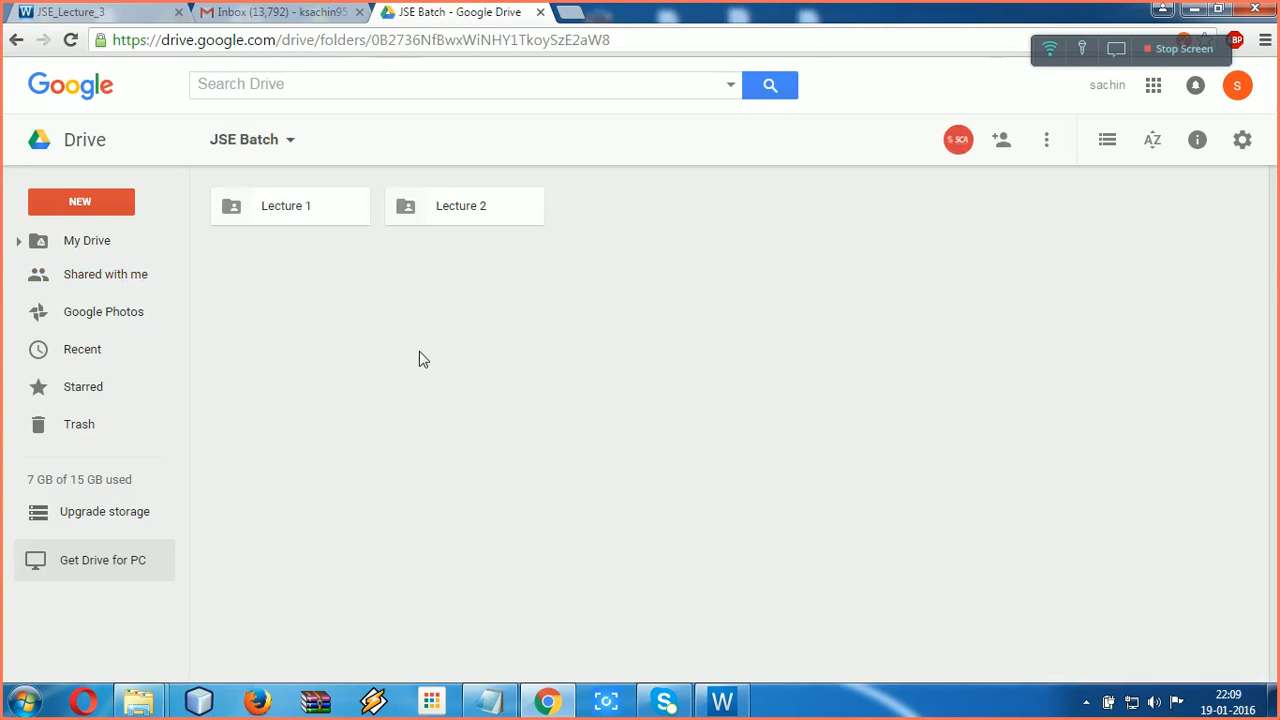 JSE_Lecture_3
Inbox (13,792) - ksachin95
JSE Batch - Google Drive
https://drive.google.com/drive/folders/0B2736NfBwxWiNHY1TkoySzE2aW8
ABP
Stop Screen
Google
Search Drive
sachin
S
Drive
JSE Batch
SCA
AZ
NEW
Lecture 1
Lecture 2
My Drive
Shared with me
Google Photos
Recent
Starred
Trash
7 GB of 15 GB used
Upgrade storage
Get Drive for PC
22:09
19-01-2016